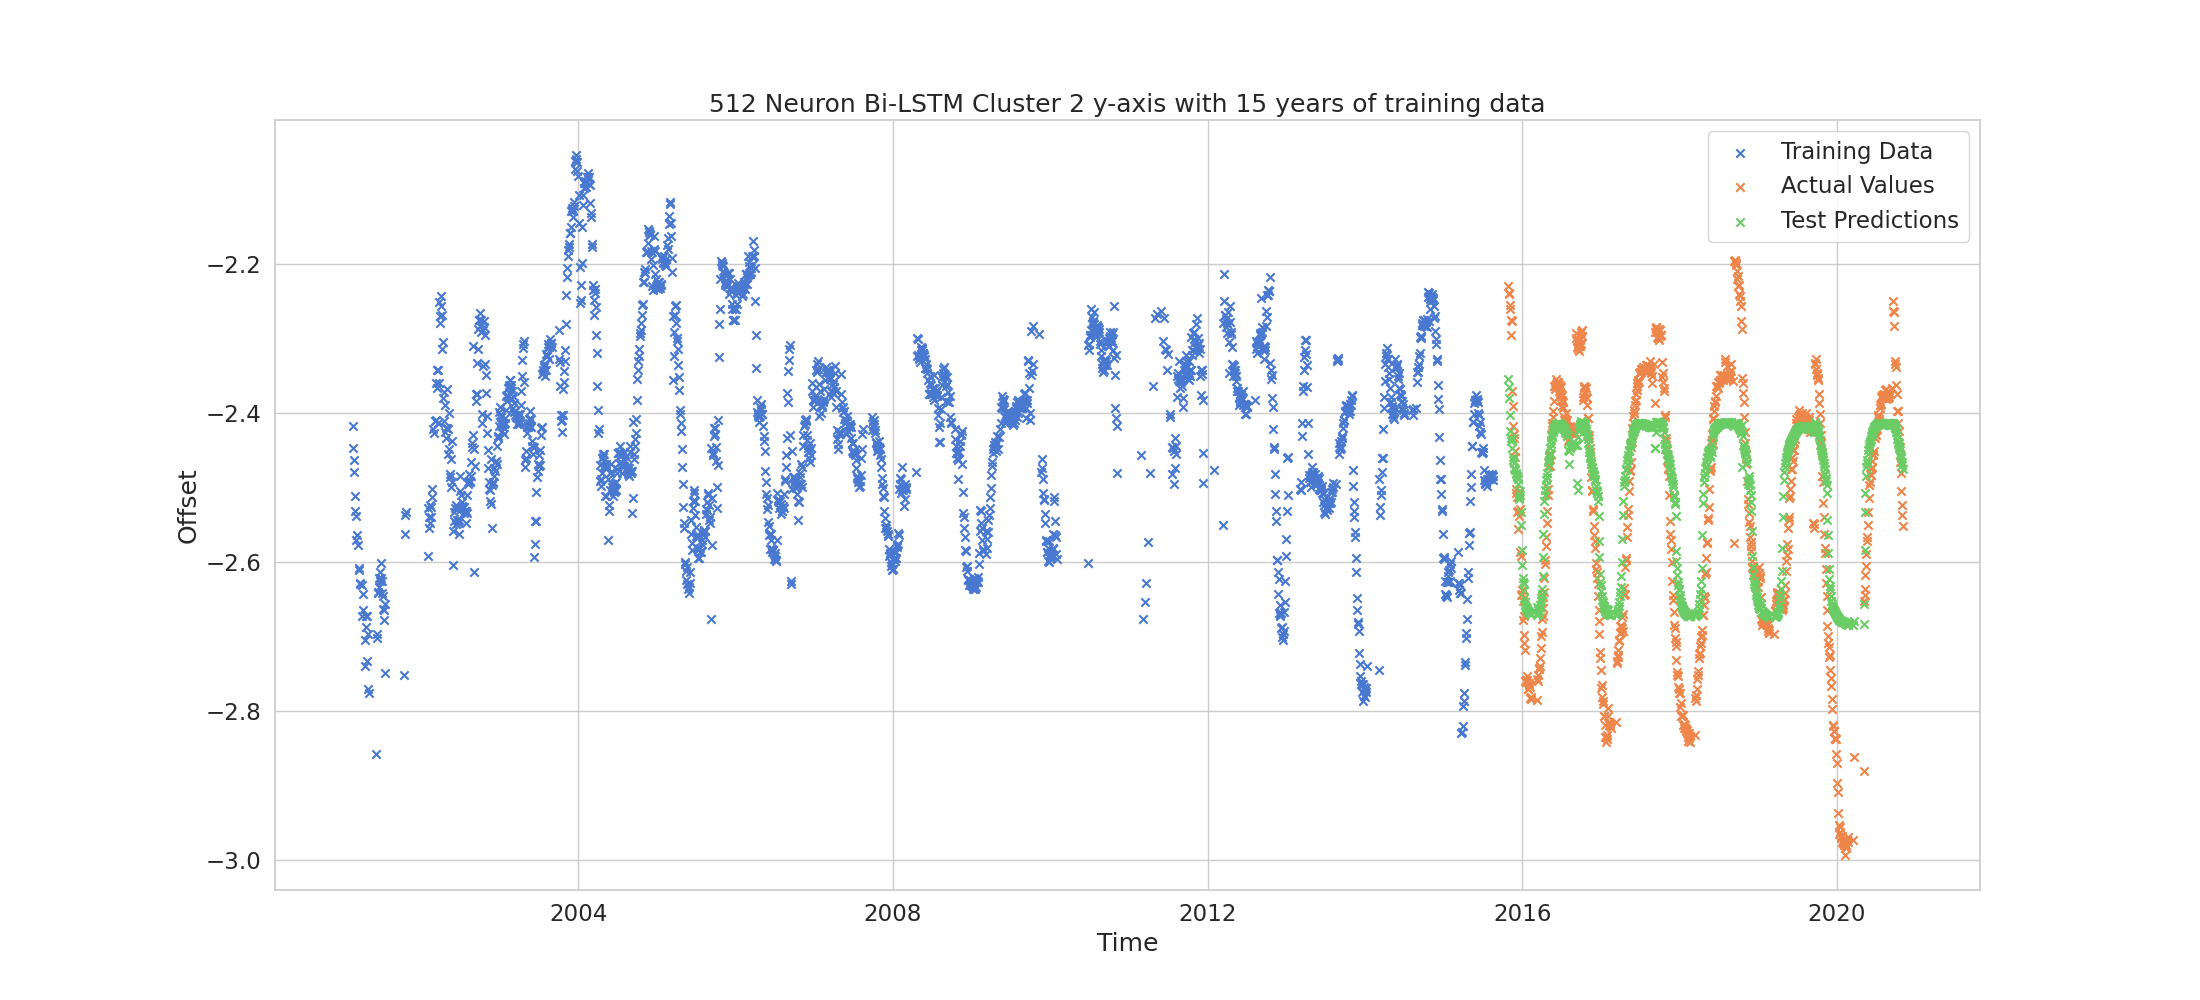 512 Neuron Bi-LSTM Cluster 2 y-axis with 15 years of training data
Training Data
Actual Values
Test Predictions
−2.2
−2.4
−2.6
−2.8
−3.0
Offset
2004 2008 2012 2016 2020
Time